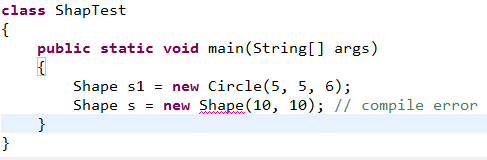 class ShapTest
{
    public static void main(String[] args)
    {
        Shape s1 = new Circle(5, 5, 6);
        Shape s = new Shape(10, 10); // compile error
    }
}